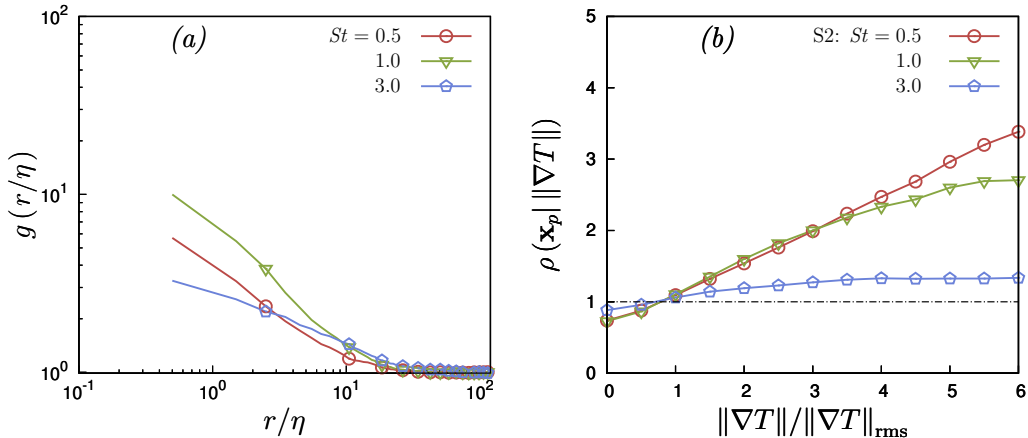 (a)
St = 0.5
1.0
3.0
10^2
10^1
10^0
g (r/η)
10^-1 10^0 10^1 10^2
r/η
(b)
S2: St = 0.5
1.0
3.0
5
4
3
2
1
0
ρ (x_p | ‖∇T‖)
0 1 2 3 4 5 6
‖∇T‖/‖∇T‖_rms